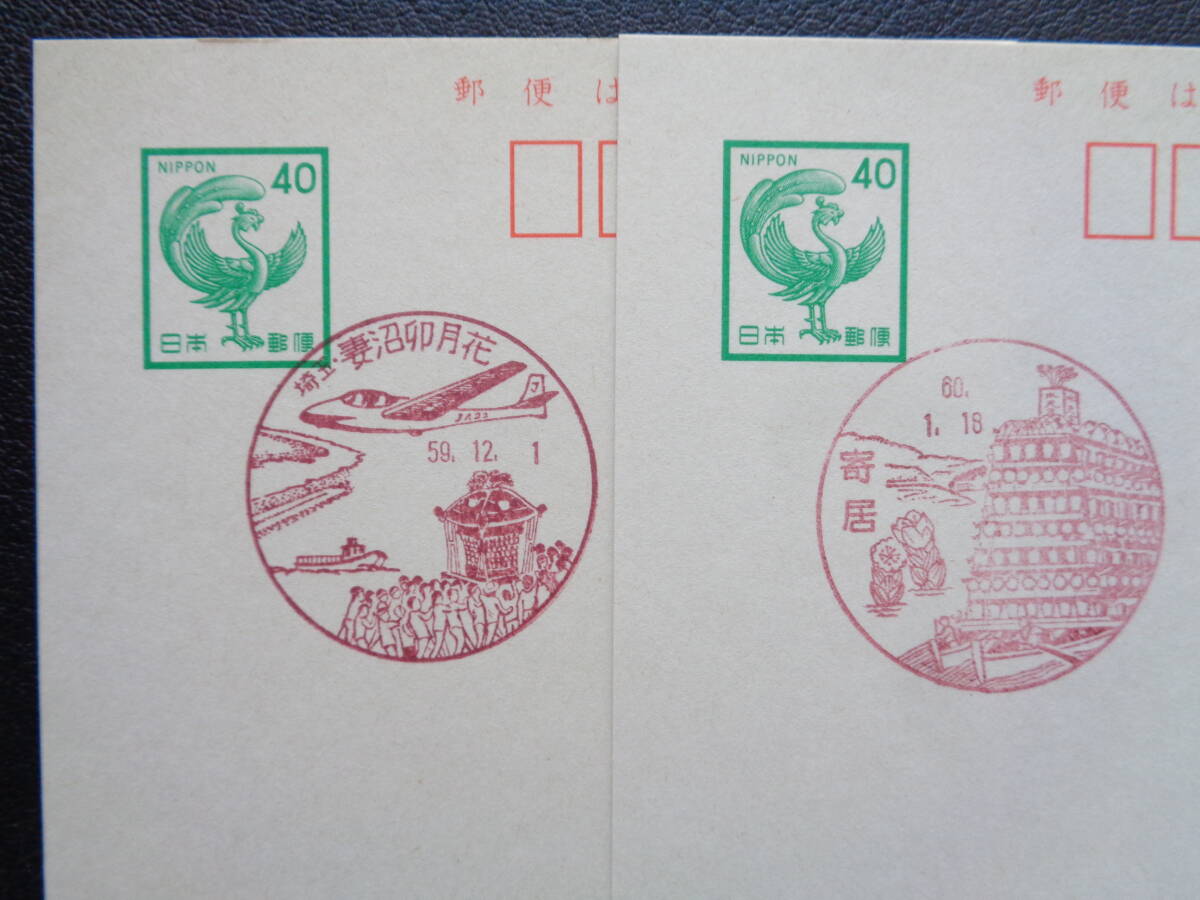 郵便は
NIPPON
40
日本郵便
埼玉・妻沼卯月花
59. 12. 1
郵便は
NIPPON
40
日本郵便
60.
1. 18
寄居